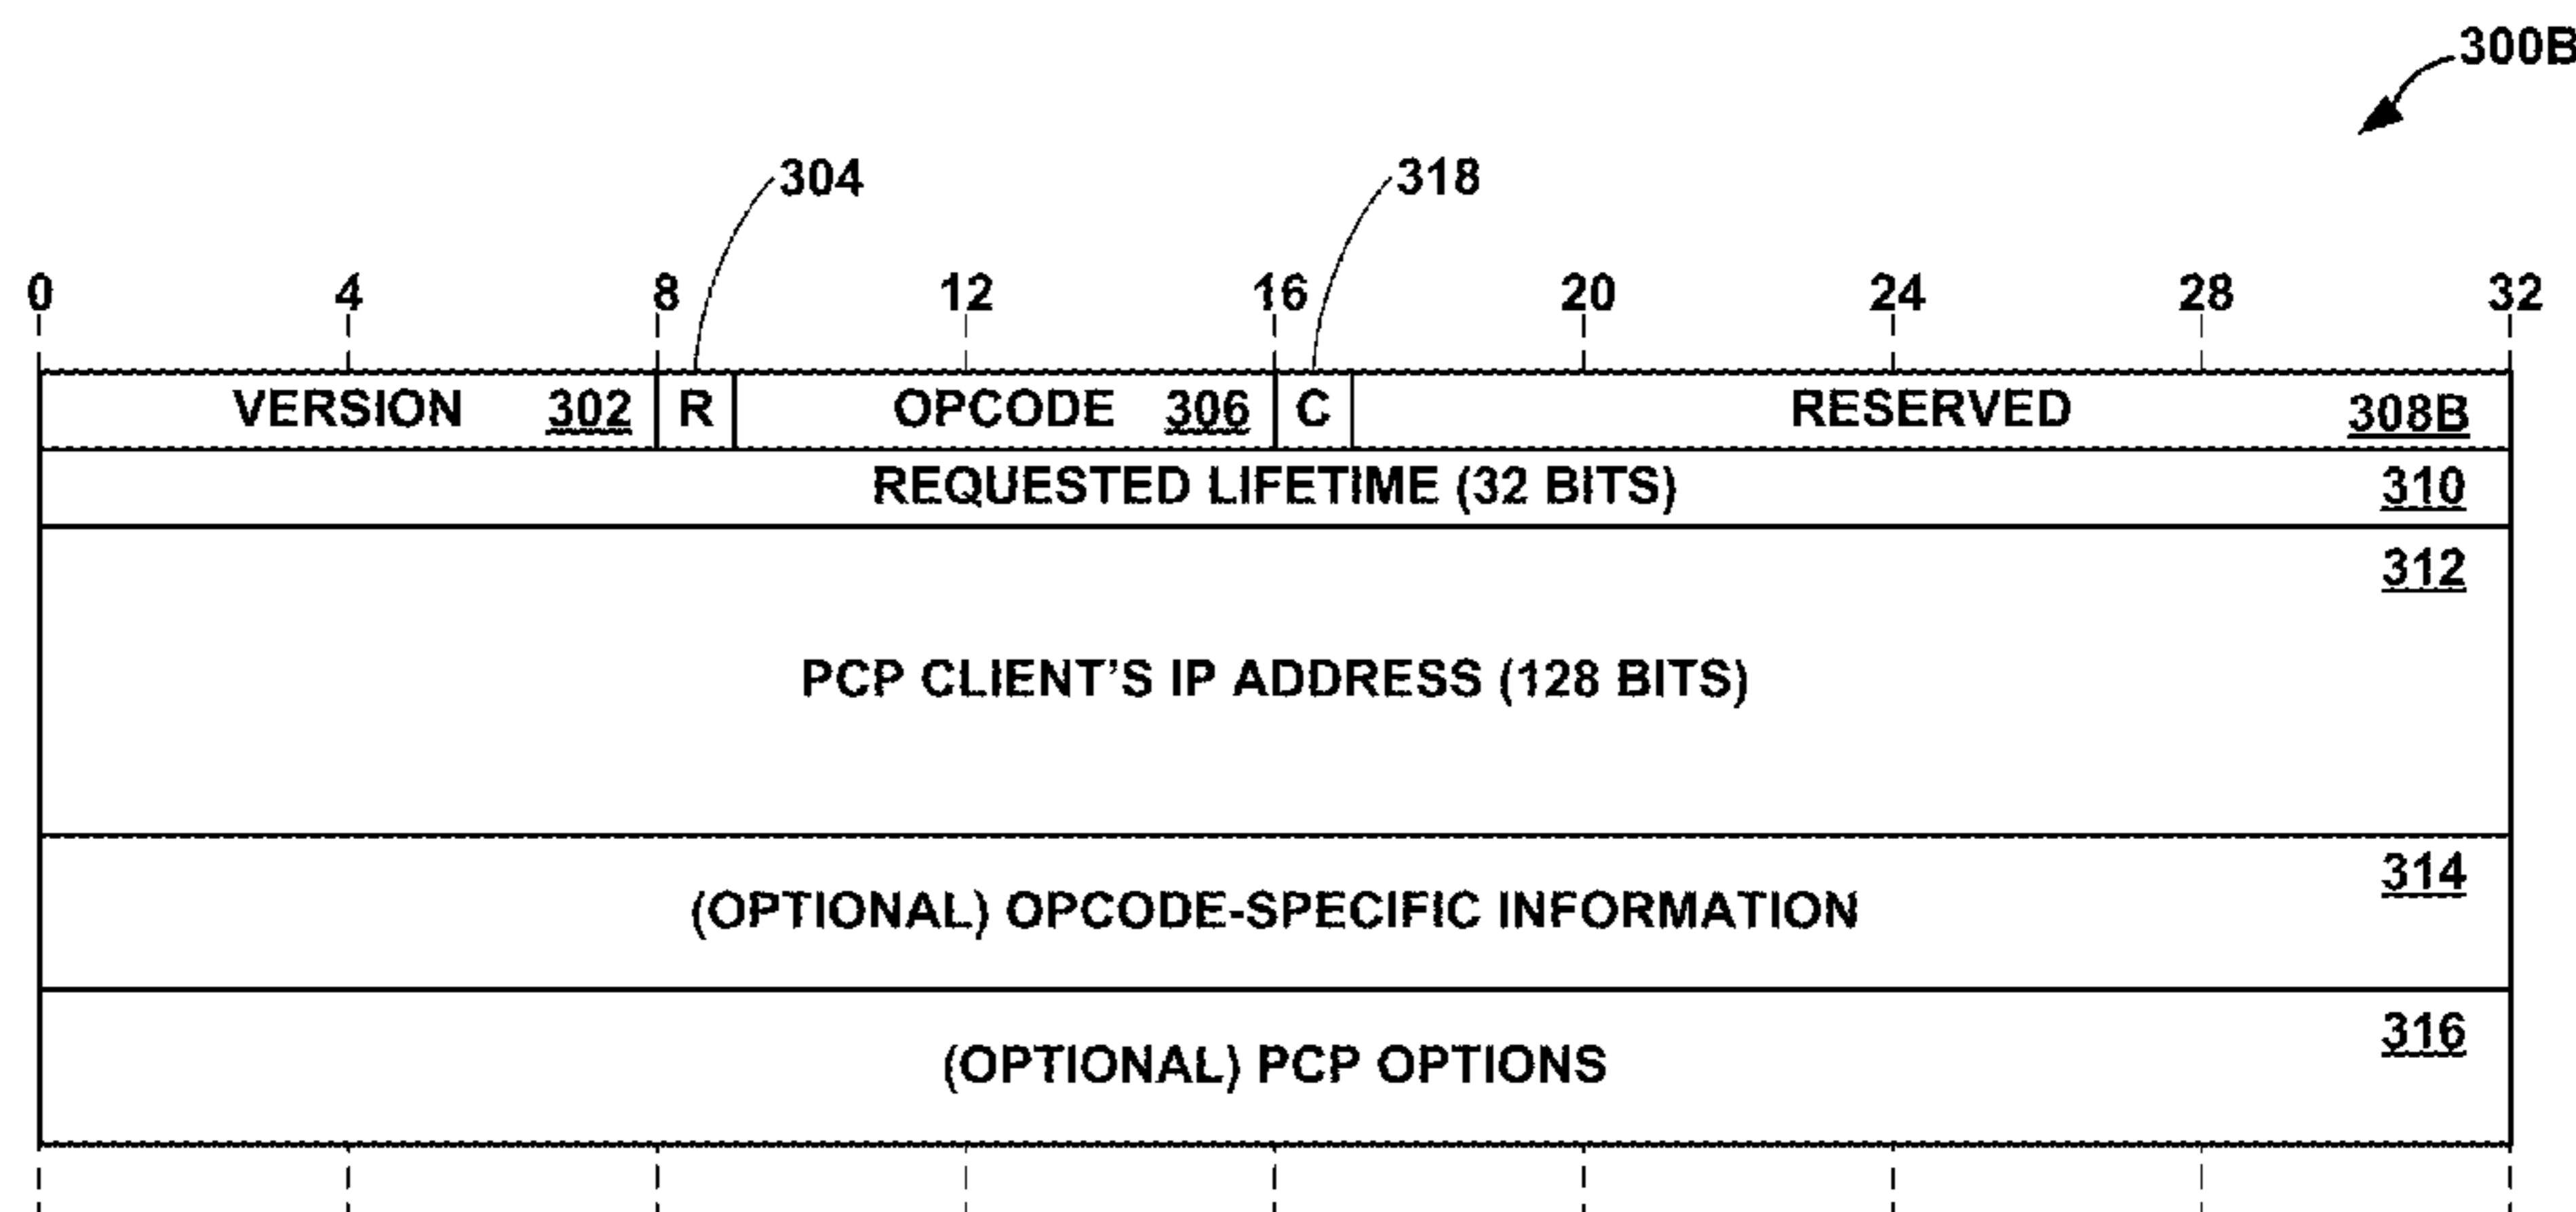 300B
304 318
0 4 8 12 16 20 24 28 32
VERSION 302 R OPCODE 306 C RESERVED 308B
REQUESTED LIFETIME (32 BITS) 310
312
PCP CLIENT'S IP ADDRESS (128 BITS)
314
(OPTIONAL) OPCODE-SPECIFIC INFORMATION
316
(OPTIONAL) PCP OPTIONS